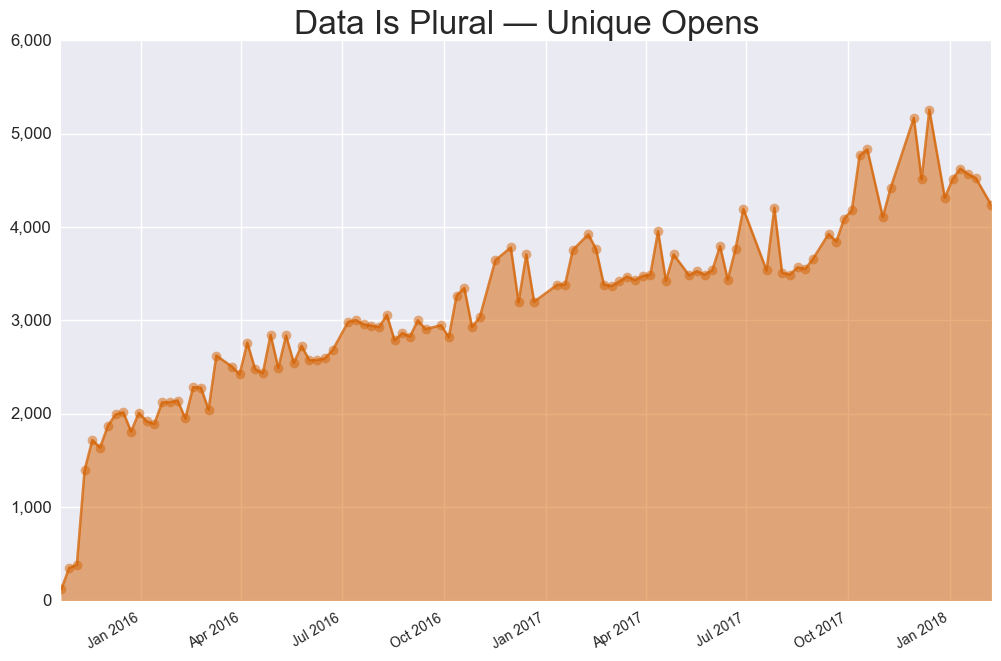 Data Is Plural — Unique Opens
6,000
5,000
4,000
3,000
2,000
1,000
0
Jan 2016
Apr 2016
Jul 2016
Oct 2016
Jan 2017
Apr 2017
Jul 2017
Oct 2017
Jan 2018